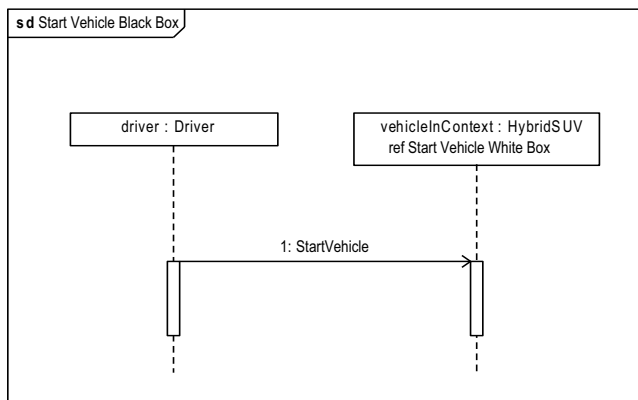 sd Start Vehicle Black Box
driver : Driver
vehicleInContext : HybridSUV
ref Start Vehicle White Box
1: StartVehicle